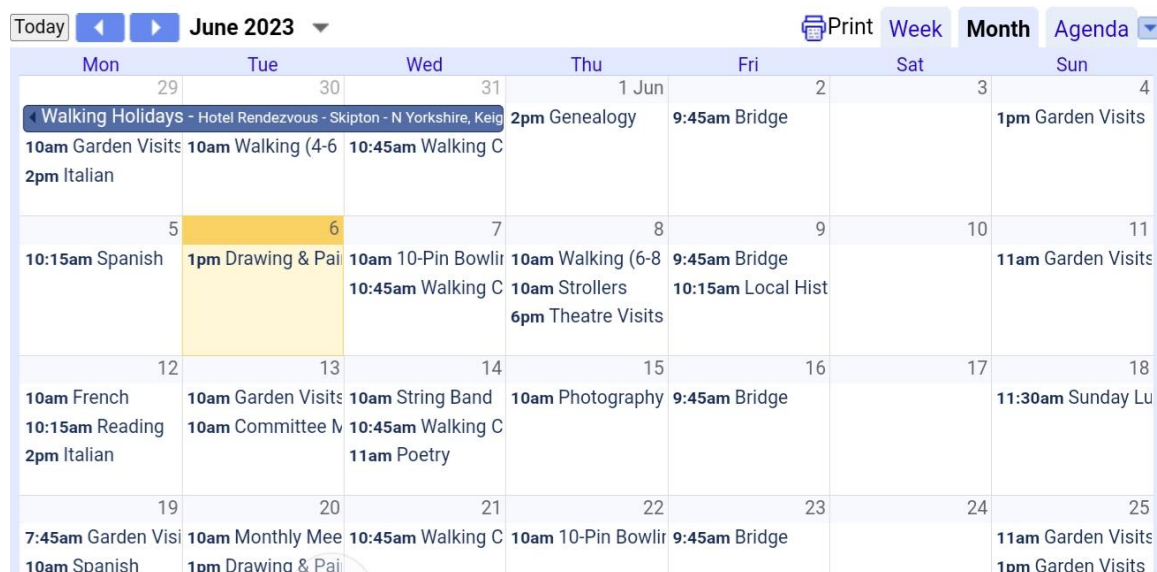 Today June 2023 Print Week Month Agenda
Mon Tue Wed Thu Fri Sat Sun
29 30 31 1 Jun 2 3 4
Walking Holidays - Hotel Rendezvous - Skipton - N Yorkshire, Keig 2pm Genealogy 9:45am Bridge 1pm Garden Visits
10am Garden Visits 10am Walking (4-6 10:45am Walking C
2pm Italian
5 6 7 8 9 10 11
10:15am Spanish 1pm Drawing & Pai 10am 10-Pin Bowlin 10am Walking (6-8 9:45am Bridge 11am Garden Visits
10:45am Walking C 10am Strollers 10:15am Local Hist
6pm Theatre Visits
12 13 14 15 16 17 18
10am French 10am Garden Visits 10am String Band 10am Photography 9:45am Bridge 11:30am Sunday Lu
10:15am Reading 10am Committee M 10:45am Walking C
2pm Italian 11am Poetry
19 20 21 22 23 24 25
7:45am Garden Visi 10am Monthly Mee 10:45am Walking C 10am 10-Pin Bowlin 9:45am Bridge 11am Garden Visits
10am Spanish 1pm Drawing & Pai 1pm Garden Visits